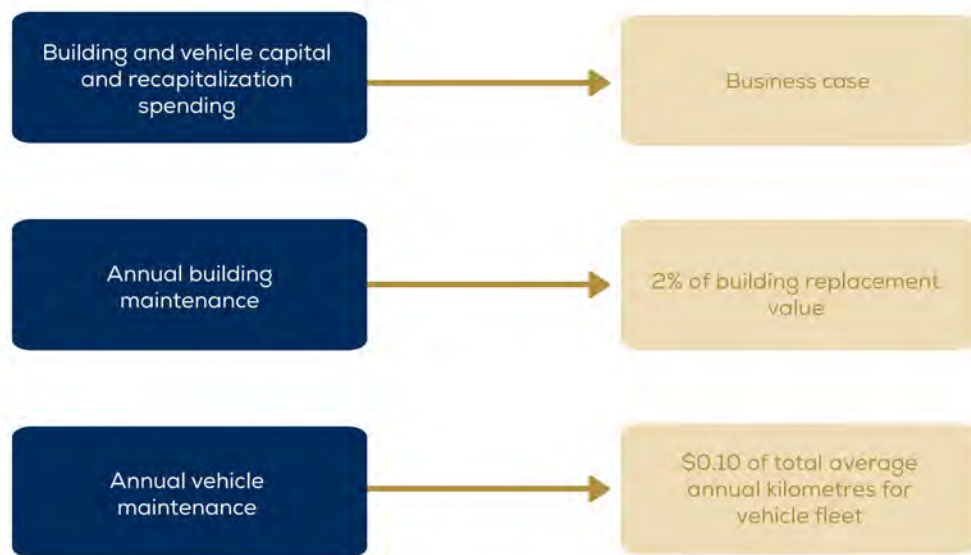 Building and vehicle capital
and recapitalization
spending
Business case
Annual building
maintenance
2% of building replacement
value
Annual vehicle
maintenance
$0.10 of total average
annual kilometres for
vehicle fleet